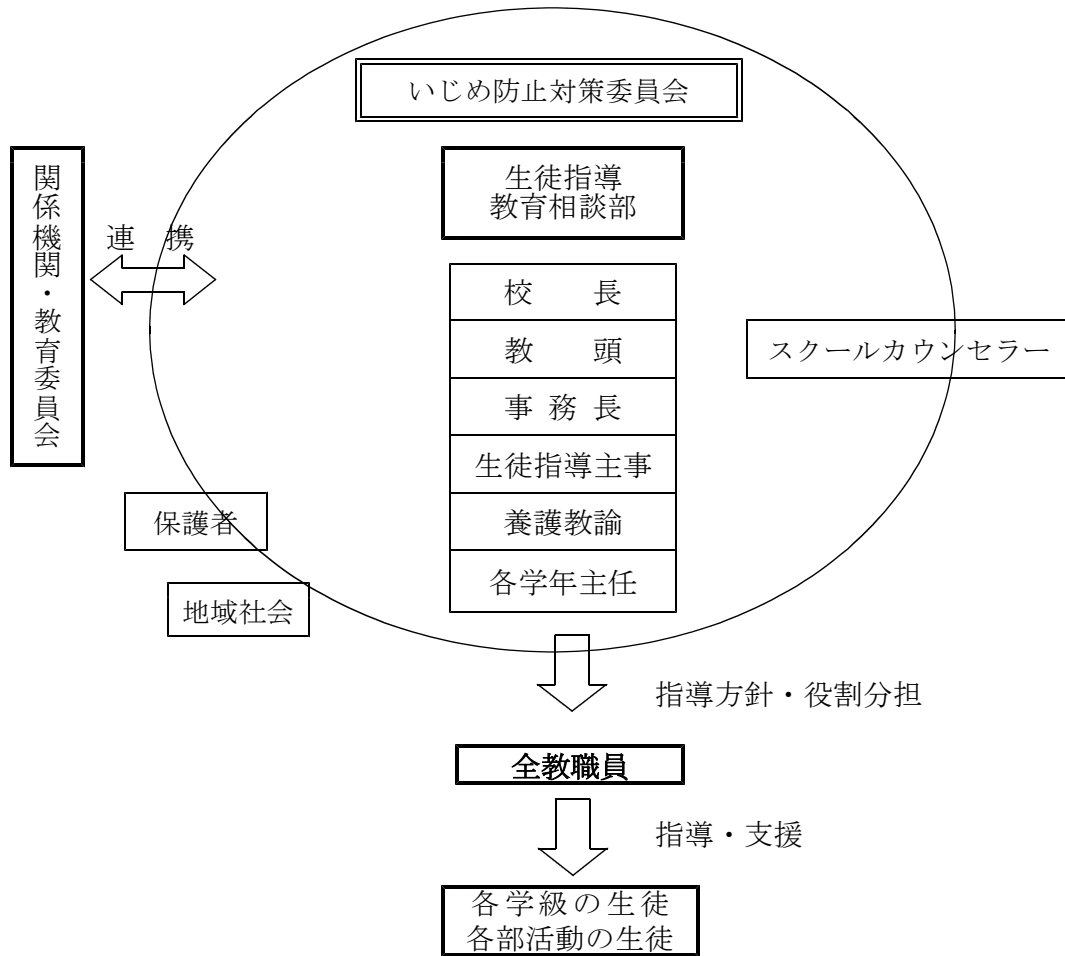 いじめ防止対策委員会
生徒指導
教育相談部
関係機関・教育委員会
連 携
校 長
教 頭
事 務 長
生徒指導主事
養護教諭
各学年主任
スクールカウンセラー
保護者
地域社会
指導方針・役割分担
全教職員
指導・支援
各学級の生徒
各部活動の生徒